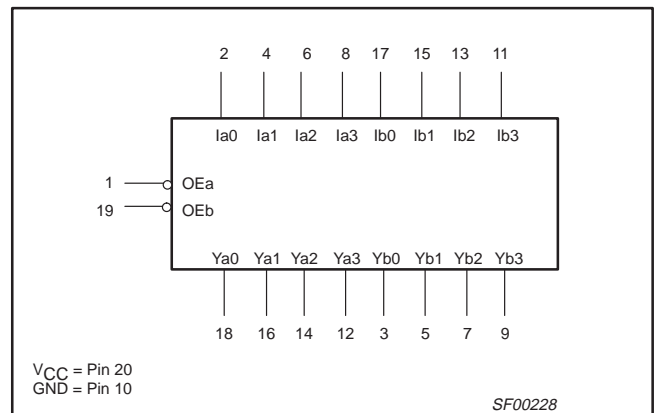 2 4 6 8 17 15 13 11
Ia0 Ia1 Ia2 Ia3 Ib0 Ib1 Ib2 Ib3
1 OEa
19 OEb
Ya0 Ya1 Ya2 Ya3 Yb0 Yb1 Yb2 Yb3
18 16 14 12 3 5 7 9
VCC = Pin 20
GND = Pin 10
SF00228